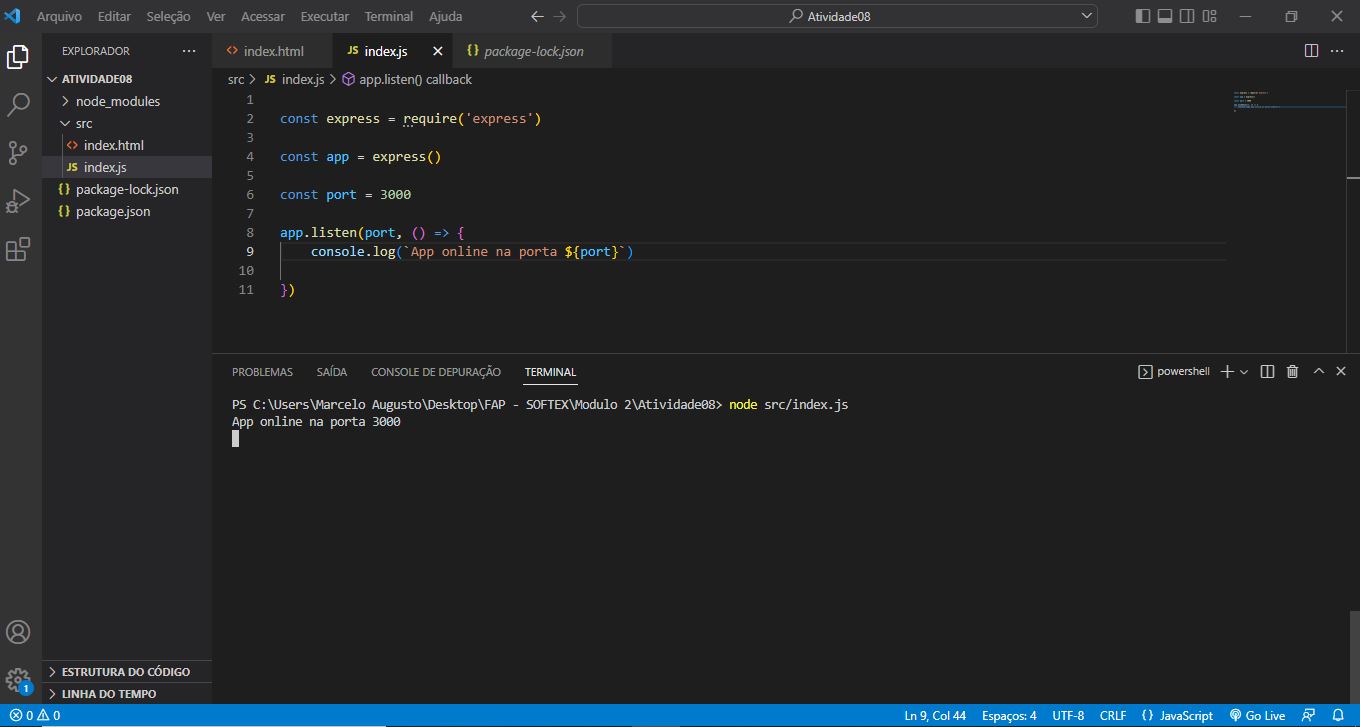 Arquivo Editar Seleção Ver Acessar Executar Terminal Ajuda Atividade08
EXPLORADOR
index.html JS index.js package-lock.json
ATIVIDADE08
node_modules
src
index.html
JS index.js
package-lock.json
package.json
src > JS index.js > app.listen() callback
1
2 const express = require('express')
3
4 const app = express()
5
6 const port = 3000
7
8 app.listen(port, () => {
9 console.log(`App online na porta ${port}`)
10
11 })
PROBLEMAS SAÍDA CONSOLE DE DEPURAÇÃO TERMINAL powershell
PS C:\Users\Marcelo Augusto\Desktop\FAP - SOFTEX\Modulo 2\Atividade08> node src/index.js
App online na porta 3000
ESTRUTURA DO CÓDIGO
LINHA DO TEMPO
1
0 0 Ln 9, Col 44 Espaços: 4 UTF-8 CRLF {} JavaScript Go Live